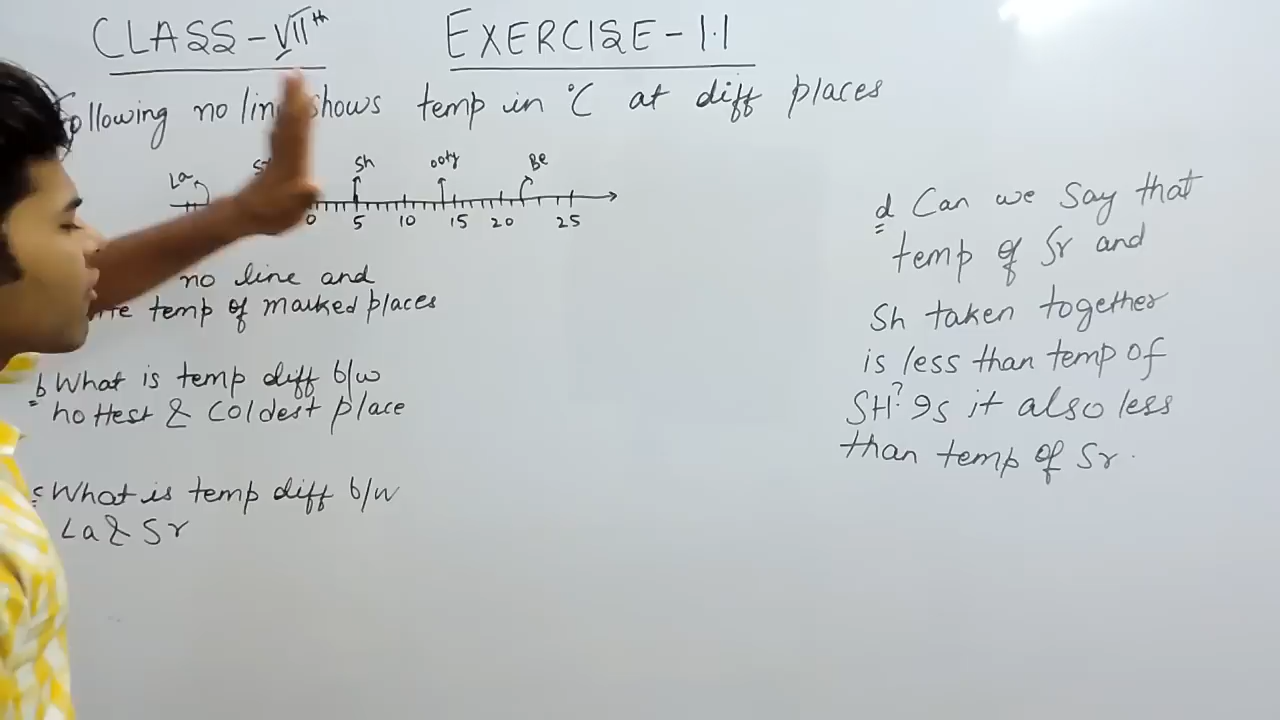 CLASS-VIIth EXERCISE-1.1
Following no line shows temp in °C at diff places
La Sh ooty Be
0 5 10 15 20 25
no line and
temp of marked places
b What is temp diff b/w
hottest & Coldest place
c What is temp diff b/w
La & Sr
d Can we Say that
temp of Sr and
Sh taken together
is less than temp of
SH? Is it also less
than temp of Sr.